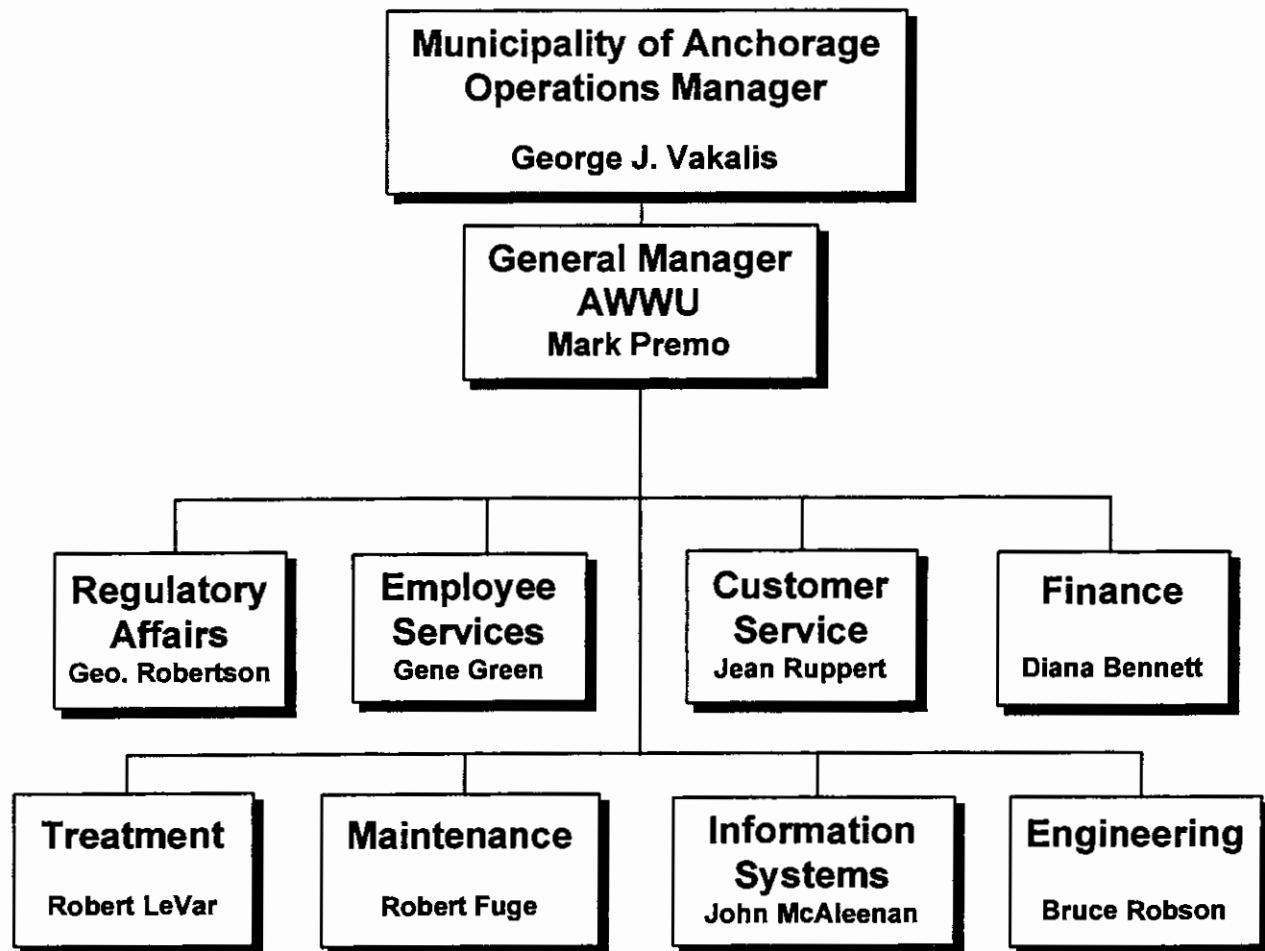 Municipality of Anchorage
Operations Manager
George J. Vakalis
General Manager
AWWU
Mark Premo
Regulatory
Affairs
Geo. Robertson
Employee
Services
Gene Green
Customer
Service
Jean Ruppert
Finance
Diana Bennett
Treatment
Robert LeVar
Maintenance
Robert Fuge
Information
Systems
John McAleenan
Engineering
Bruce Robson